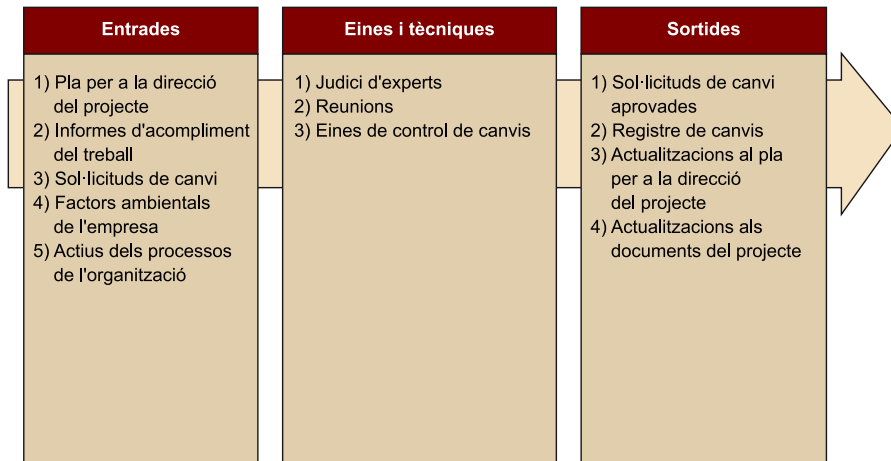 Entrades
1) Pla per a la direcció
del projecte
2) Informes d'acompliment
del treball
3) Sol·licituds de canvi
4) Factors ambientals
de l'empresa
5) Actius dels processos
de l'organització
Eines i tècniques
1) Judici d'experts
2) Reunions
3) Eines de control de canvis
Sortides
1) Sol·licituds de canvi
aprovades
2) Registre de canvis
3) Actualitzacions al pla
per a la direcció
del projecte
4) Actualitzacions als
documents del projecte